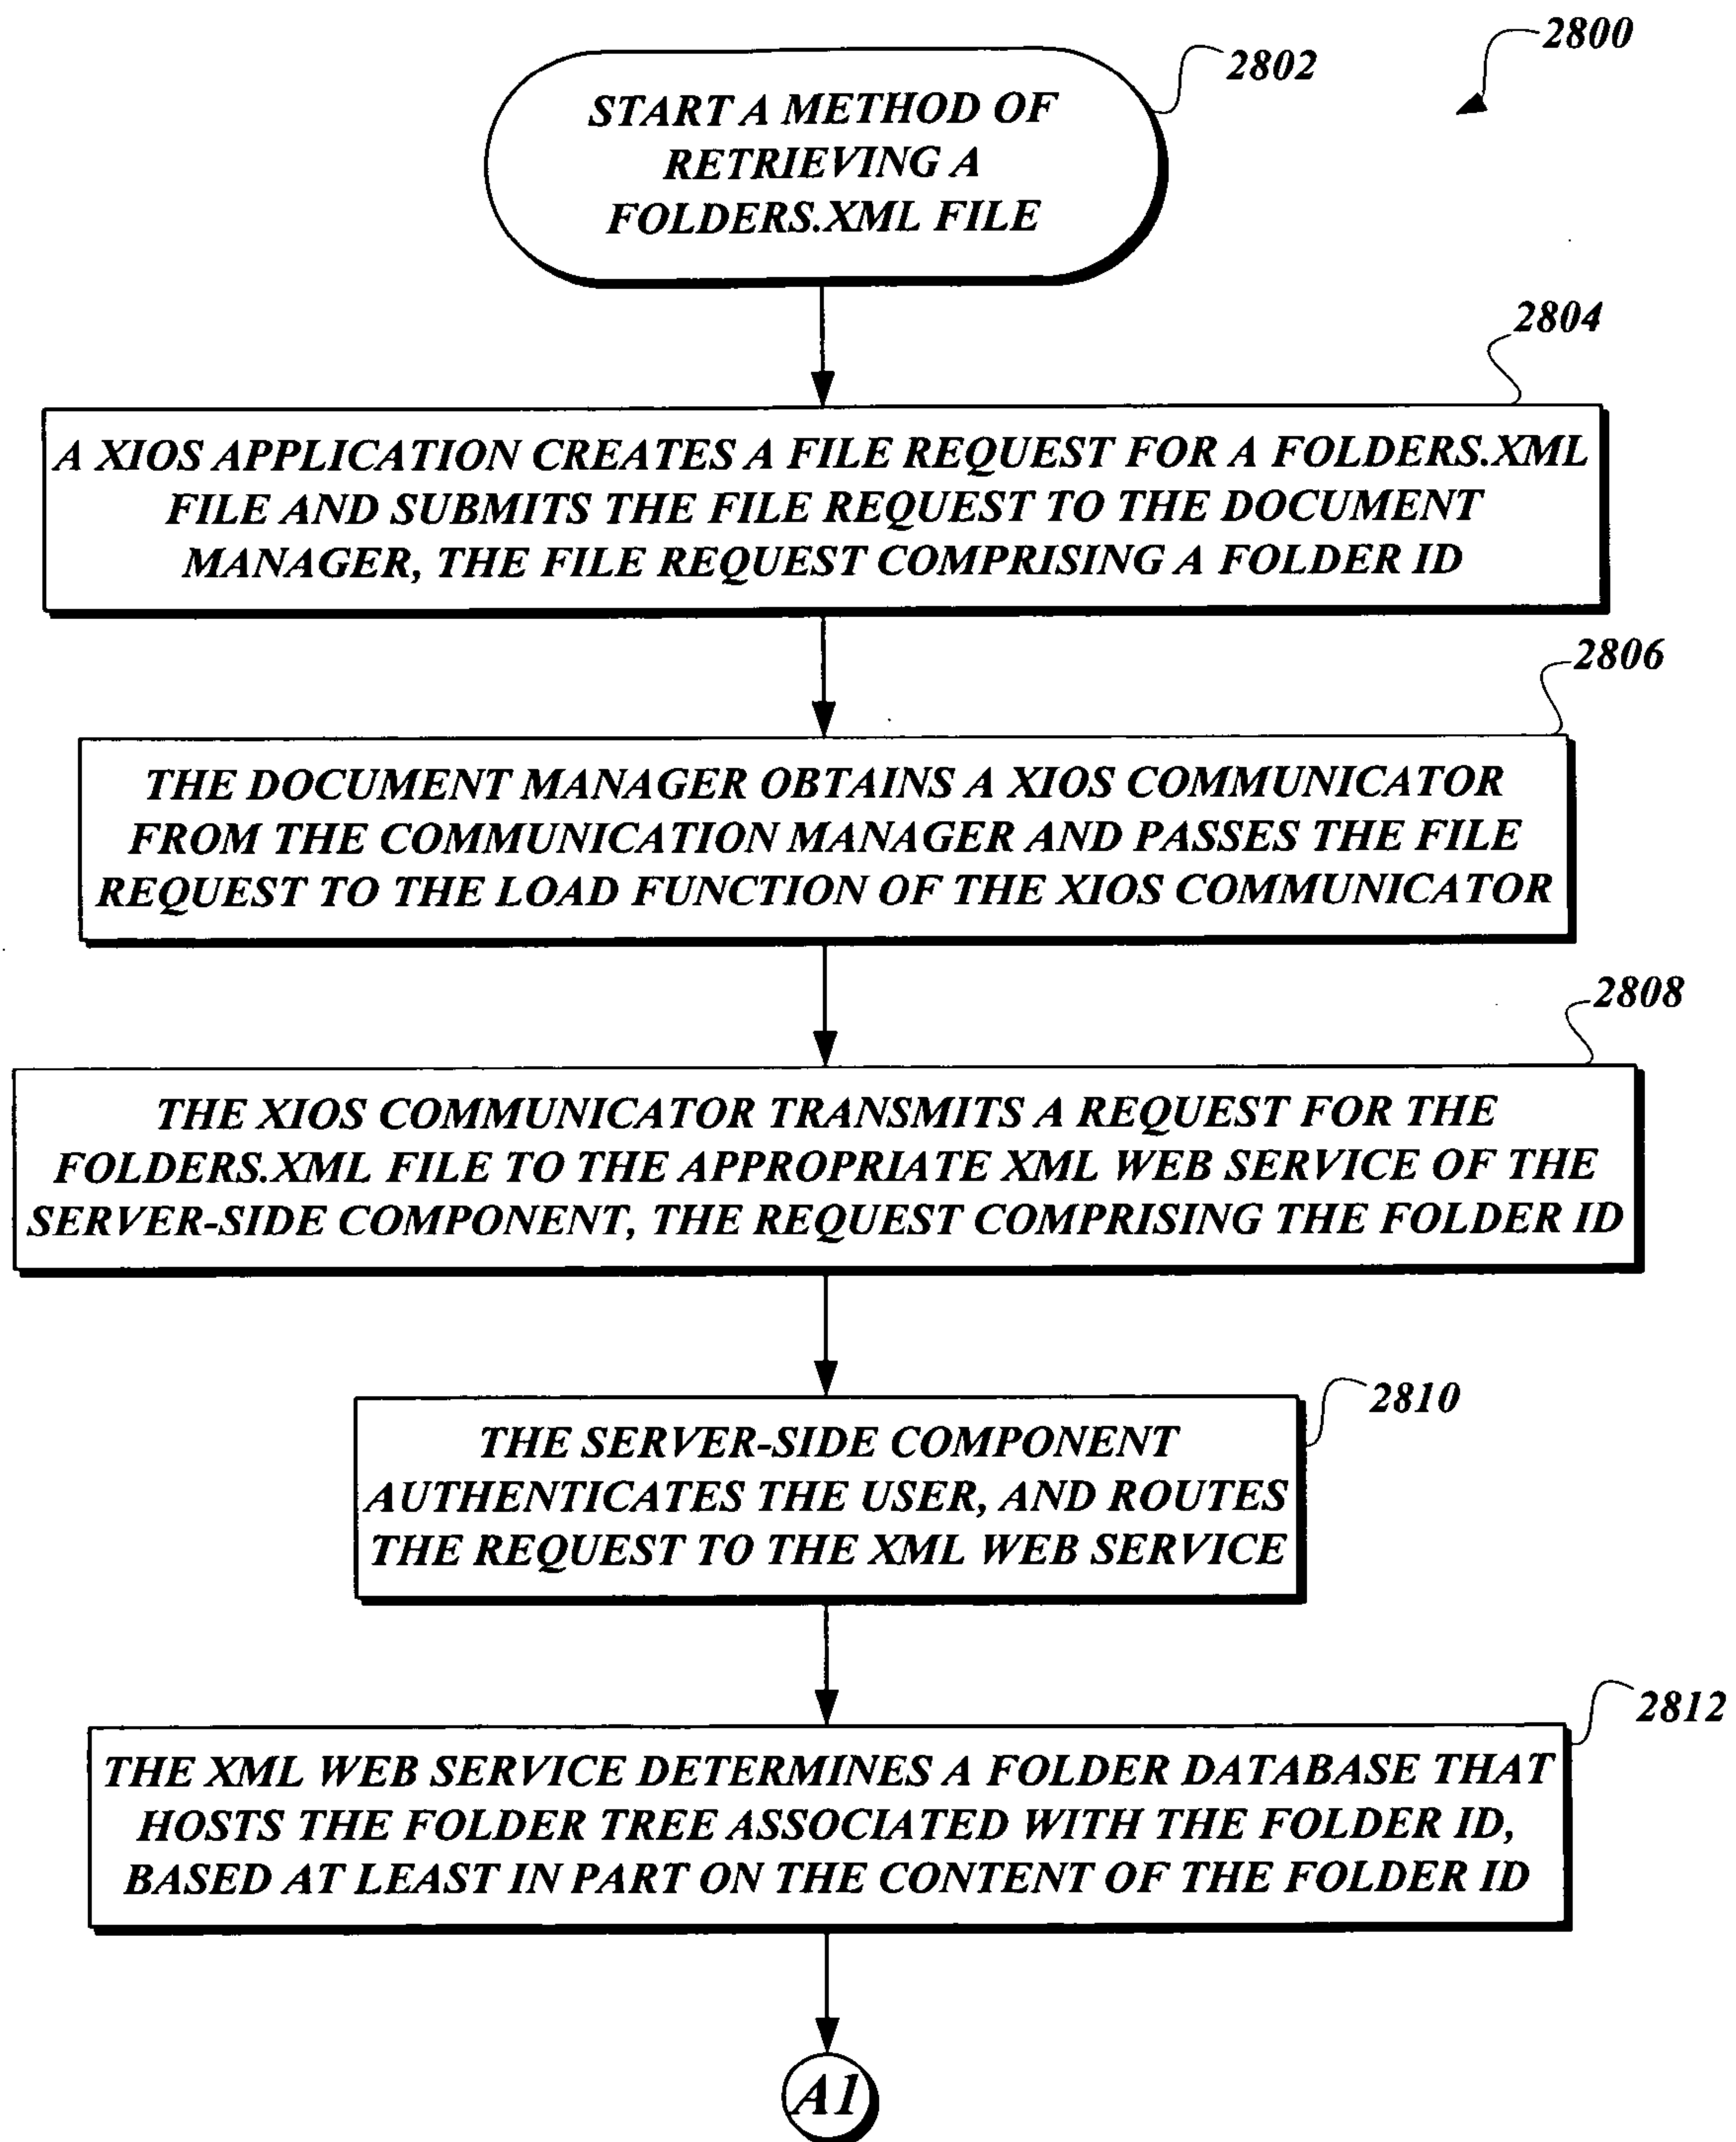 2800
2802
START A METHOD OF
RETRIEVING A
FOLDERS.XML FILE
2804
A XIOS APPLICATION CREATES A FILE REQUEST FOR A FOLDERS.XML
FILE AND SUBMITS THE FILE REQUEST TO THE DOCUMENT
MANAGER, THE FILE REQUEST COMPRISING A FOLDER ID
2806
THE DOCUMENT MANAGER OBTAINS A XIOS COMMUNICATOR
FROM THE COMMUNICATION MANAGER AND PASSES THE FILE
REQUEST TO THE LOAD FUNCTION OF THE XIOS COMMUNICATOR
2808
THE XIOS COMMUNICATOR TRANSMITS A REQUEST FOR THE
FOLDERS.XML FILE TO THE APPROPRIATE XML WEB SERVICE OF THE
SERVER-SIDE COMPONENT, THE REQUEST COMPRISING THE FOLDER ID
2810
THE SERVER-SIDE COMPONENT
AUTHENTICATES THE USER, AND ROUTES
THE REQUEST TO THE XML WEB SERVICE
2812
THE XML WEB SERVICE DETERMINES A FOLDER DATABASE THAT
HOSTS THE FOLDER TREE ASSOCIATED WITH THE FOLDER ID,
BASED AT LEAST IN PART ON THE CONTENT OF THE FOLDER ID
A1